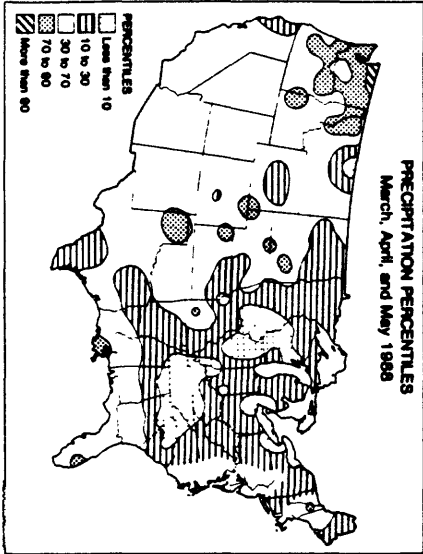 PRECIPITATION PERCENTILES
March, April, and May 1988
PERCENTILES
Less than 10
10 to 30
30 to 70
70 to 90
More than 90